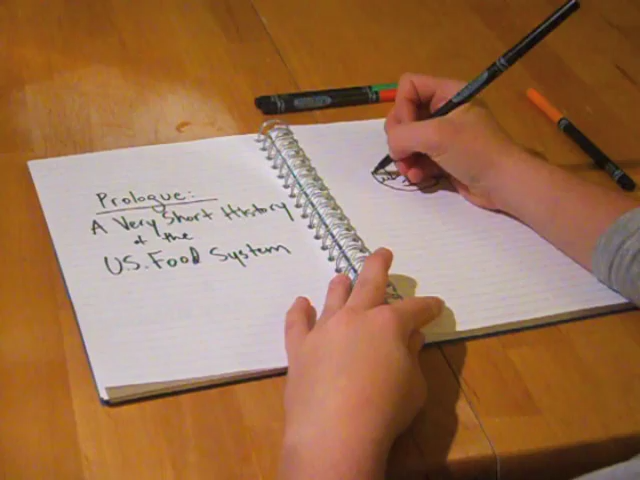 Prologue:
A Very Short History
of the
U.S. Food System